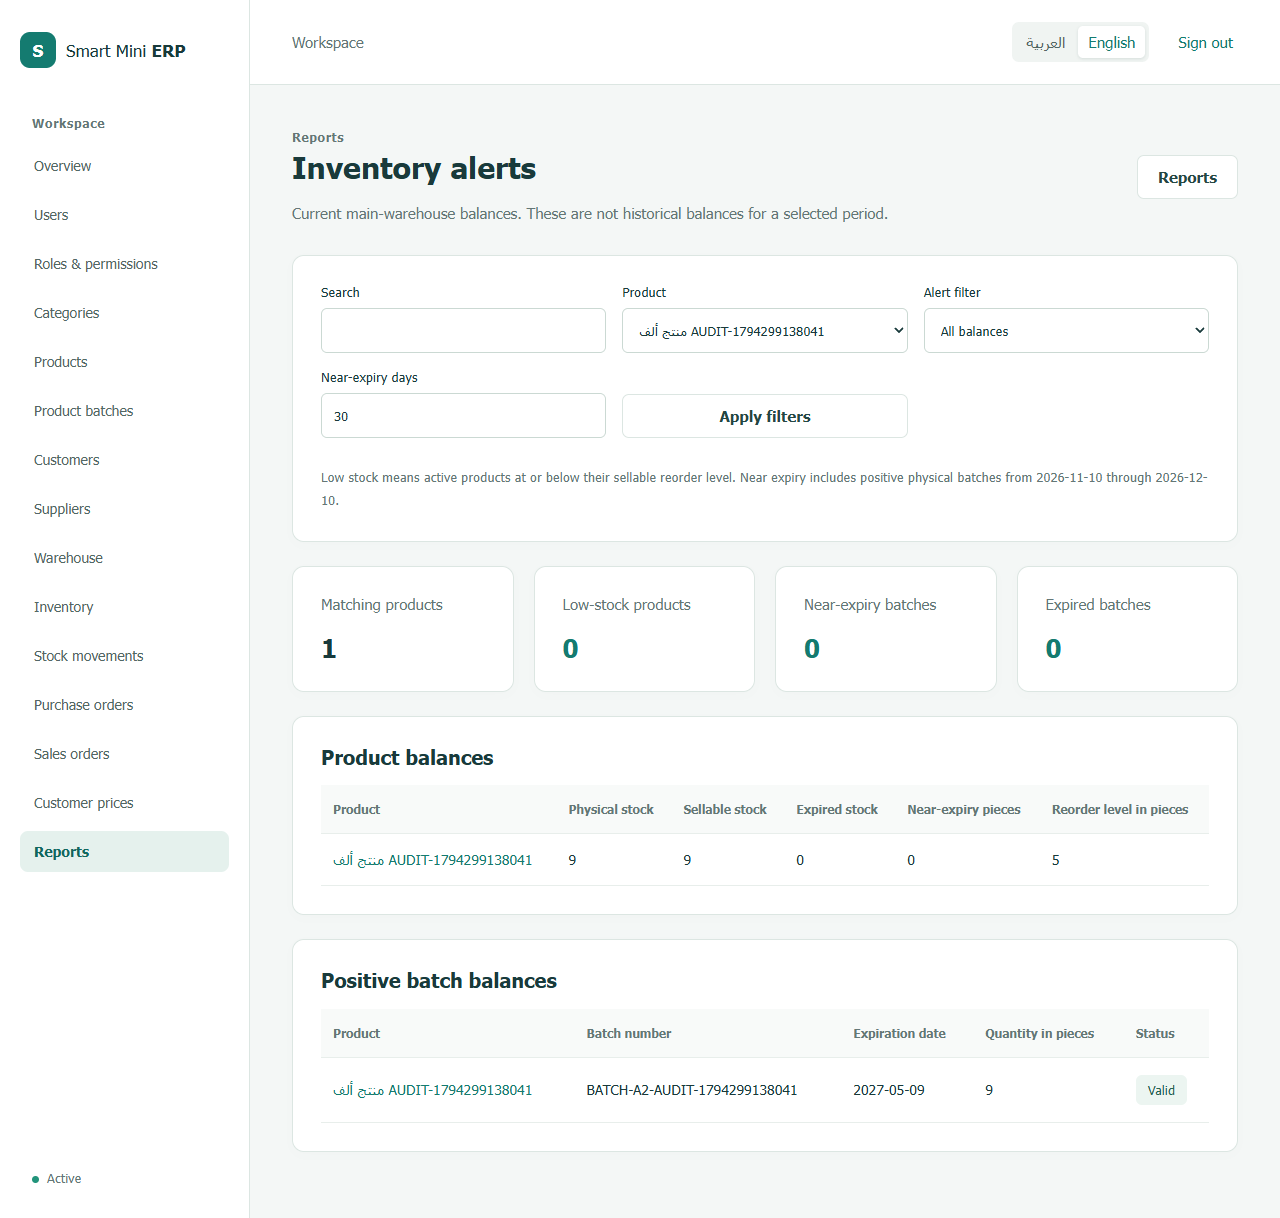 S Smart Mini ERP
Workspace
Overview
Users
Roles & permissions
Categories
Products
Product batches
Customers
Suppliers
Warehouse
Inventory
Stock movements
Purchase orders
Sales orders
Customer prices
Reports
Active
Workspace
العربية English Sign out
Reports
Inventory alerts
Reports
Current main-warehouse balances. These are not historical balances for a selected period.
Search Product Alert filter
منتج ألف AUDIT-1794299138041 All balances
Near-expiry days
30 Apply filters
Low stock means active products at or below their sellable reorder level. Near expiry includes positive physical batches from 2026-11-10 through 2026-12-
10.
Matching products Low-stock products Near-expiry batches Expired batches
1 0 0 0
Product balances
Product Physical stock Sellable stock Expired stock Near-expiry pieces Reorder level in pieces
منتج ألف AUDIT-1794299138041 9 9 0 0 5
Positive batch balances
Product Batch number Expiration date Quantity in pieces Status
منتج ألف AUDIT-1794299138041 BATCH-A2-AUDIT-1794299138041 2027-05-09 9 Valid